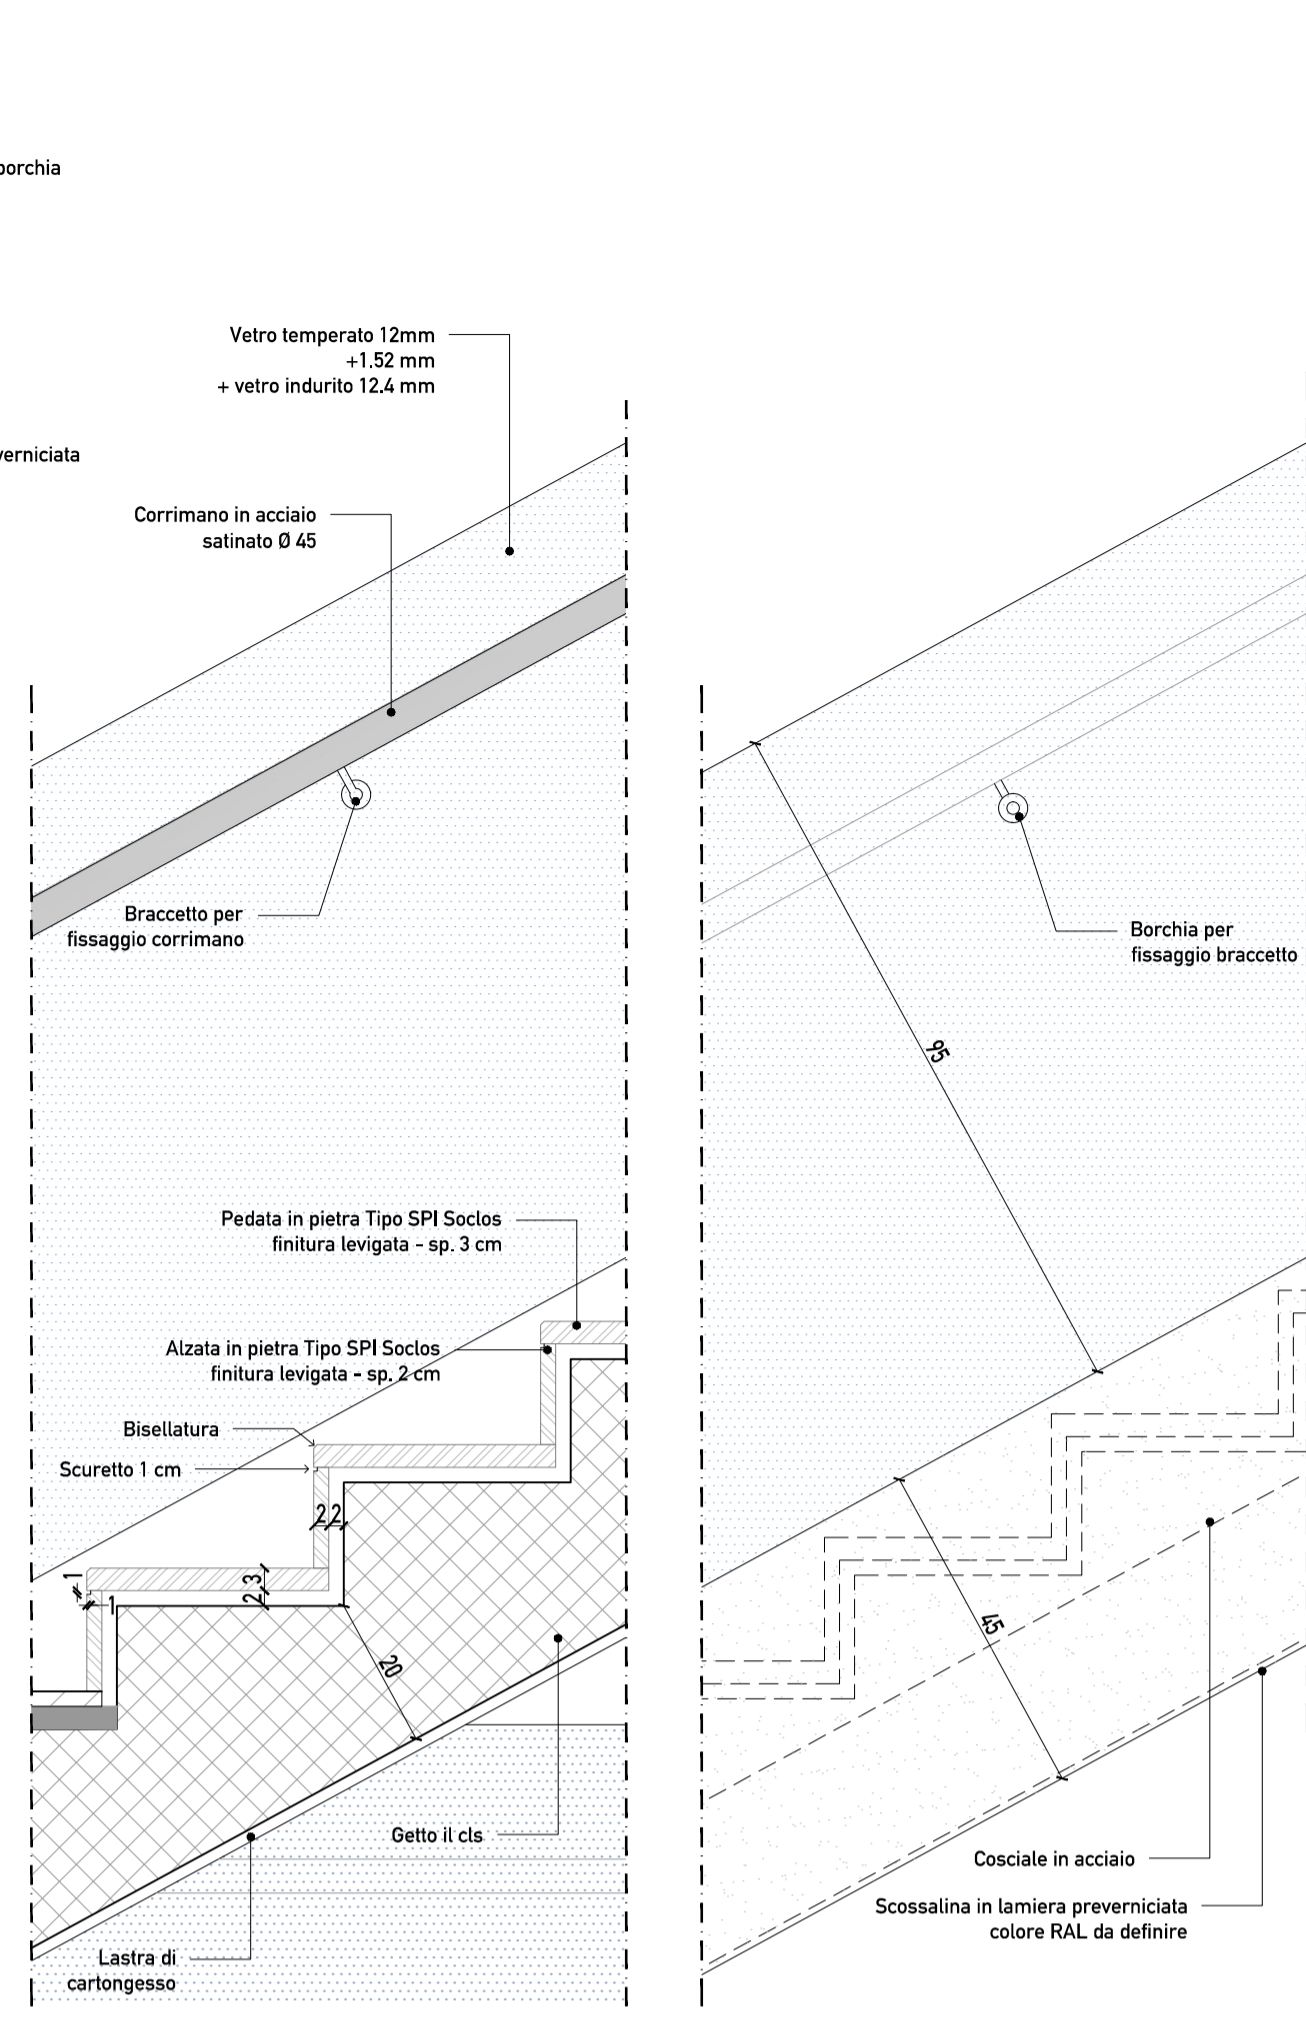 borchia
verniciata
Vetro temperato 12mm
+1.52 mm
+ vetro indurito 12.4 mm
Corrimano in acciaio
satinato Ø 45
Braccetto per
fissaggio corrimano
Pedata in pietra Tipo SPI Soclos
finitura levigata - sp. 3 cm
Alzata in pietra Tipo SPI Soclos
finitura levigata - sp. 2 cm
Bisellatura
Scuretto 1 cm
2 2
1
1
3
2
20
Getto il cls
Lastra di
cartongesso
Borchia per
fissaggio braccetto
95
45
Cosciale in acciaio
Scossalina in lamiera preverniciata
colore RAL da definire